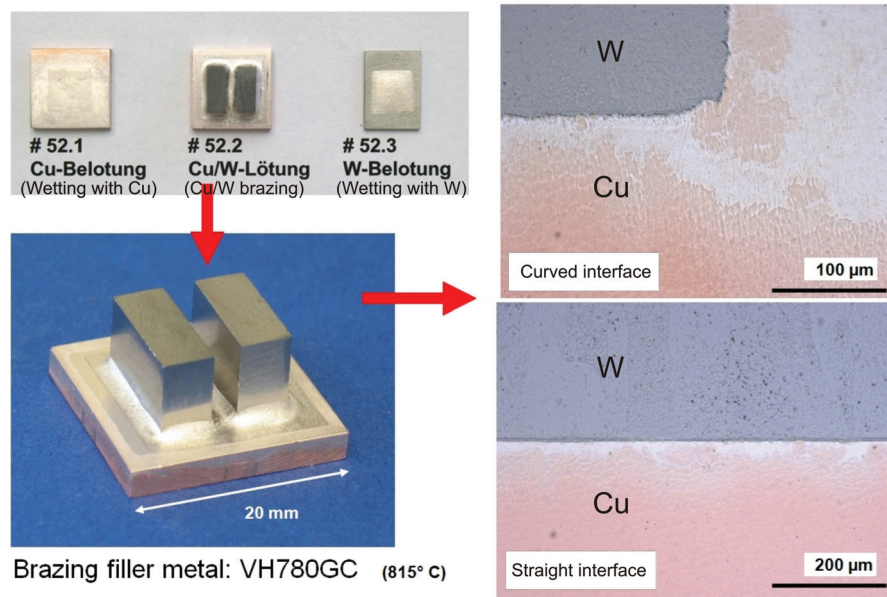 # 52.1
Cu-Belotung
(Wetting with Cu)
# 52.2
Cu/W-Lötung
(Cu/W brazing)
# 52.3
W-Belotung
(Wetting with W)
20 mm
Brazing filler metal: VH780GC (815° C)
W
Cu
Curved interface
100 µm
W
Cu
Straight interface
200 µm